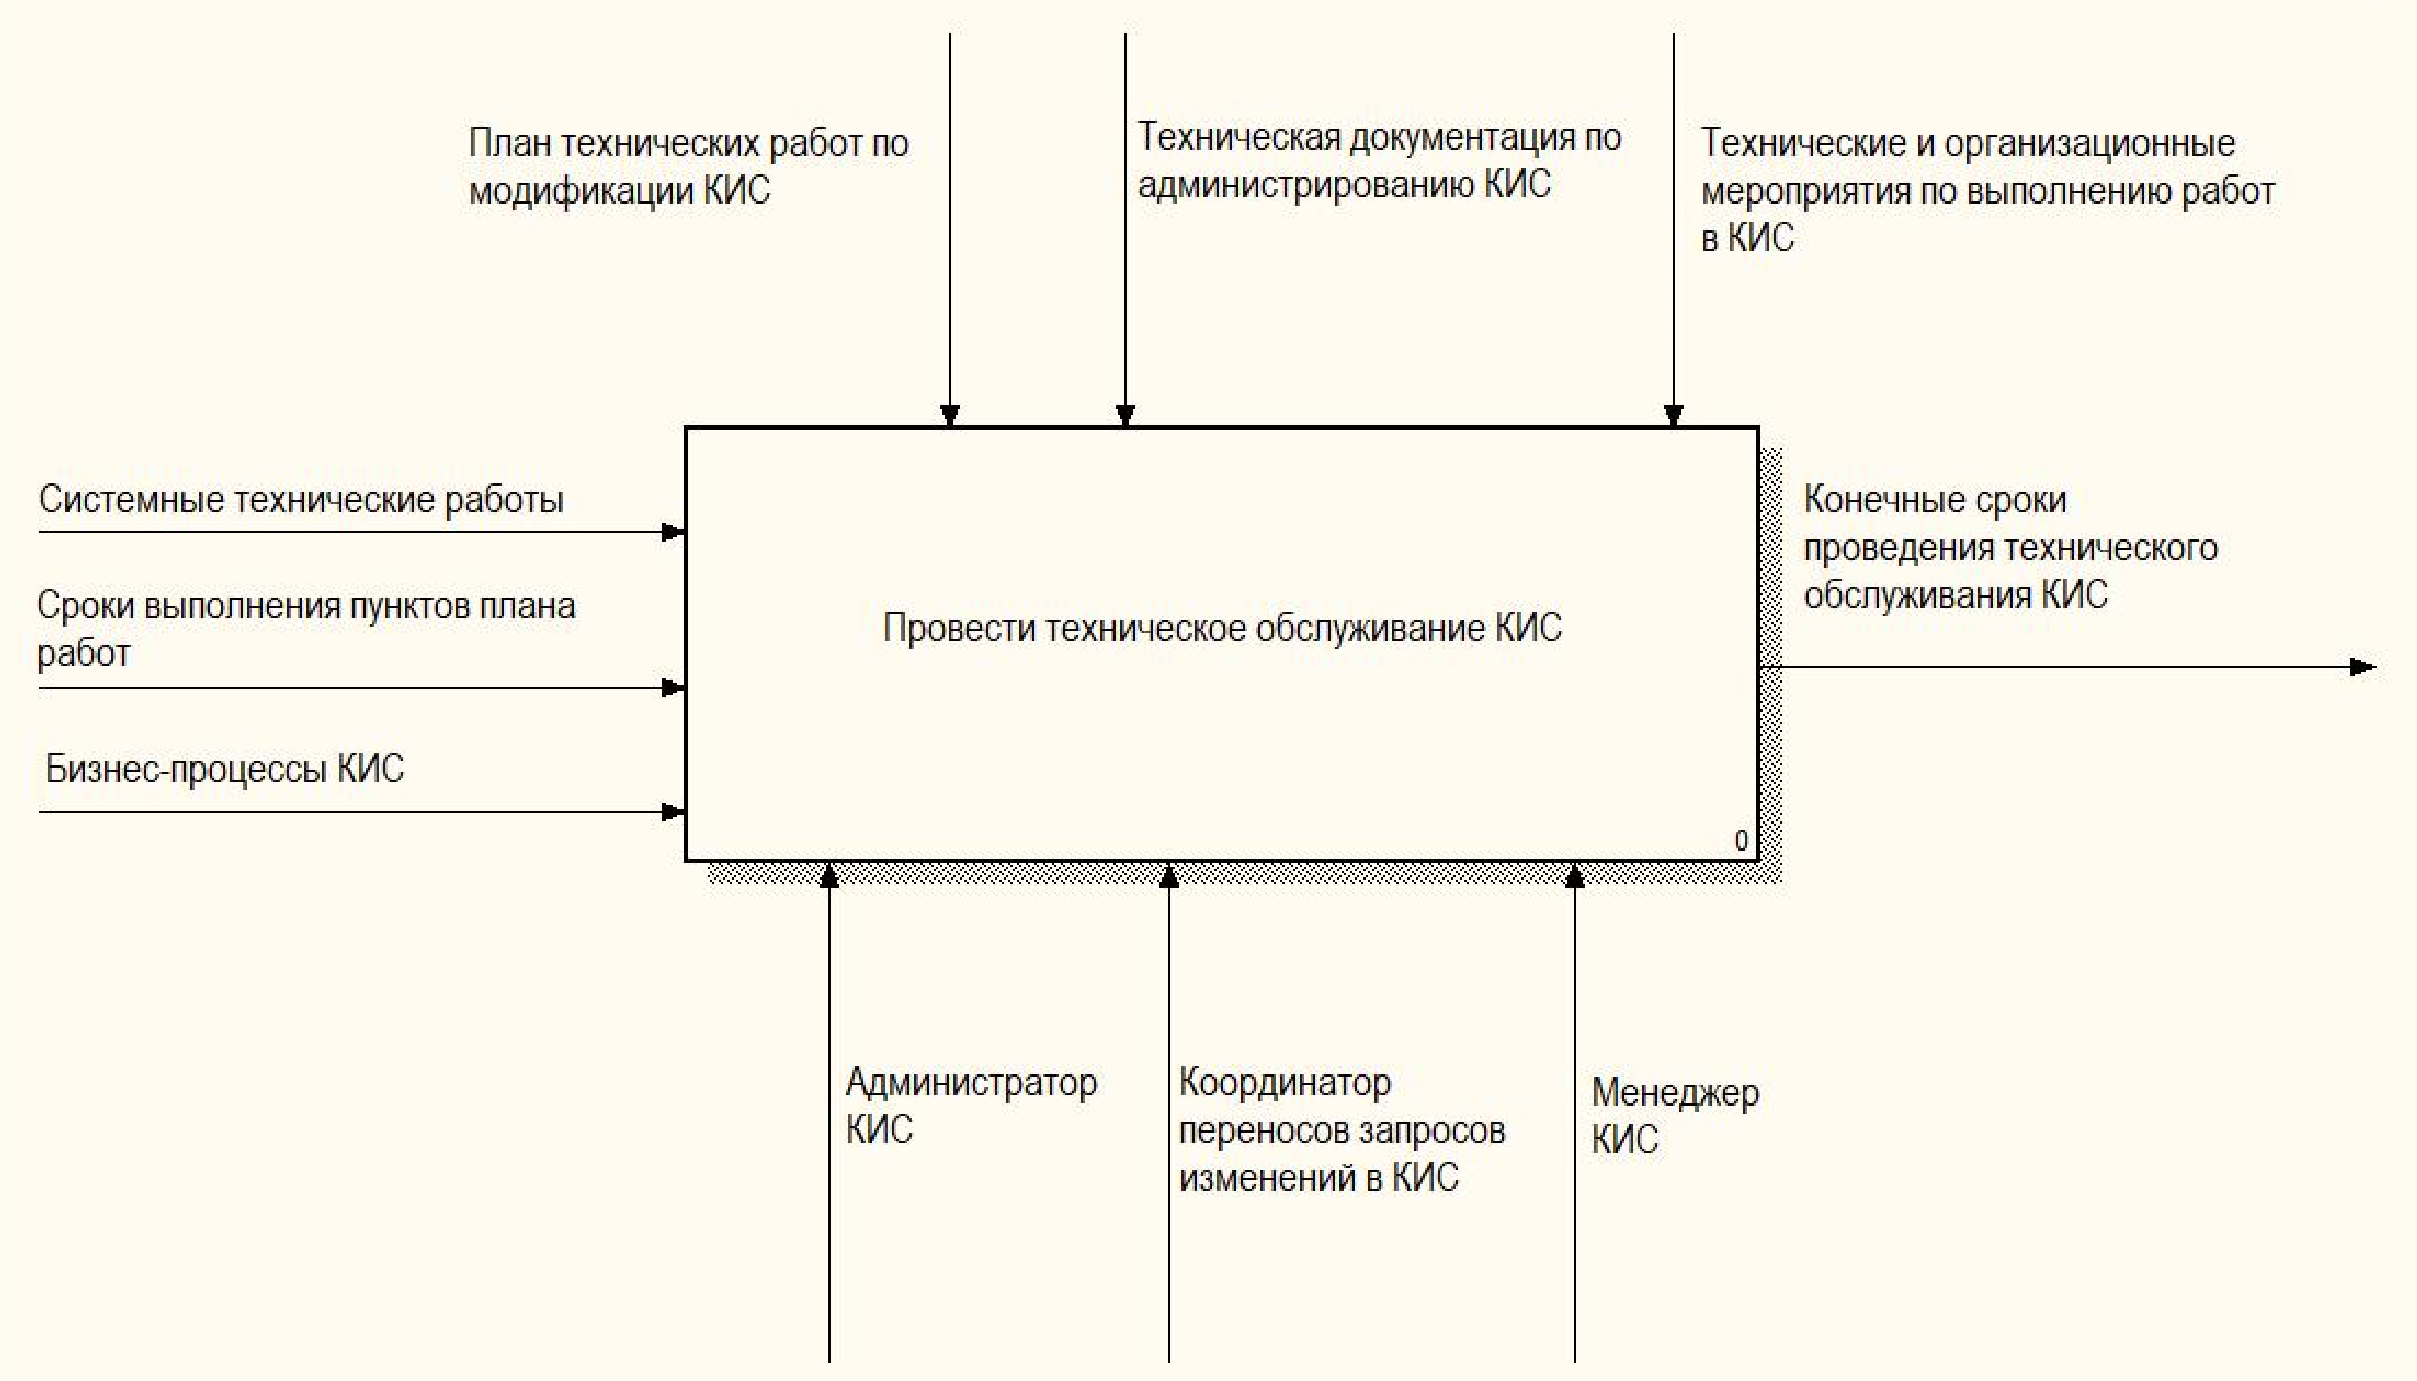 План технических работ по
модификации КИС
Техническая документация по
администрированию КИС
Технические и организационные
мероприятия по выполнению работ
в КИС
Системные технические работы
Сроки выполнения пунктов плана
работ
Бизнес-процессы КИС
Провести техническое обслуживание КИС
0
Конечные сроки
проведения технического
обслуживания КИС
Администратор
КИС
Координатор
переносов запросов
изменений в КИС
Менеджер
КИС